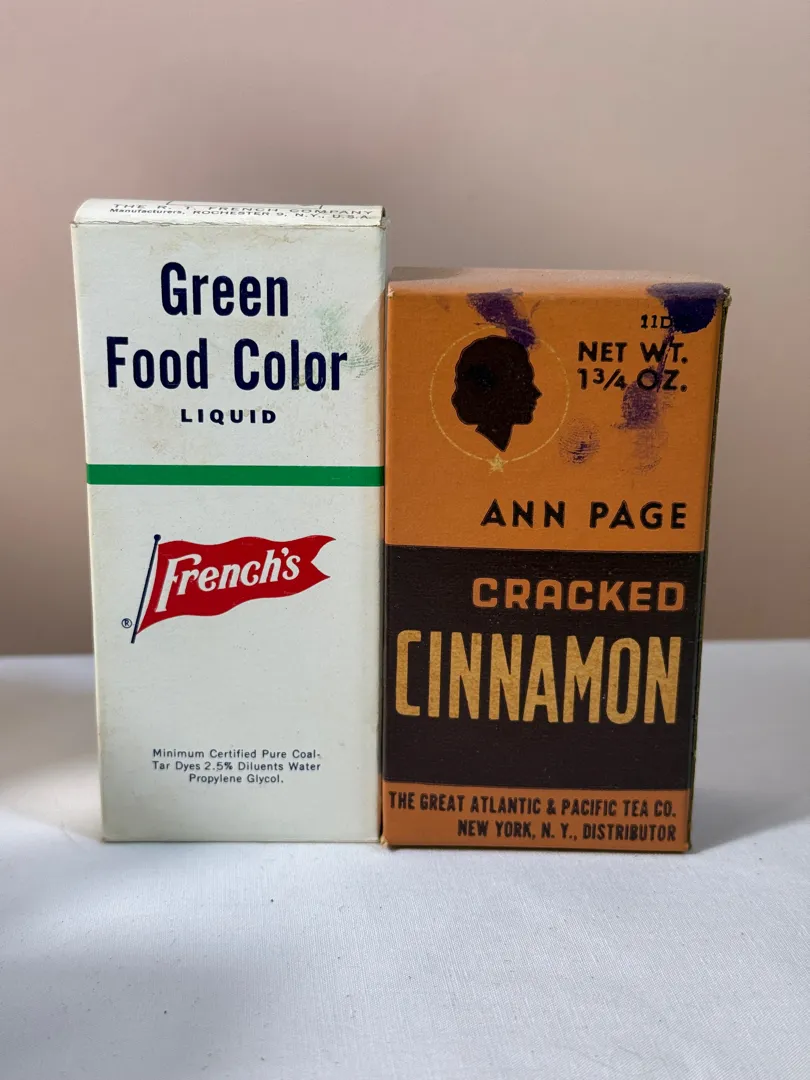 THE R. T. FRENCH COMPANY
Manufacturers, ROCHESTER 9, N.Y., U.S.A.
Green
Food Color
LIQUID
French's
®
Minimum Certified Pure Coal-
Tar Dyes 2.5% Diluents Water
Propylene Glycol.
NET WT.
1 3/4 OZ.
ANN PAGE
CRACKED
CINNAMON
THE GREAT ATLANTIC & PACIFIC TEA CO.
NEW YORK, N. Y., DISTRIBUTOR